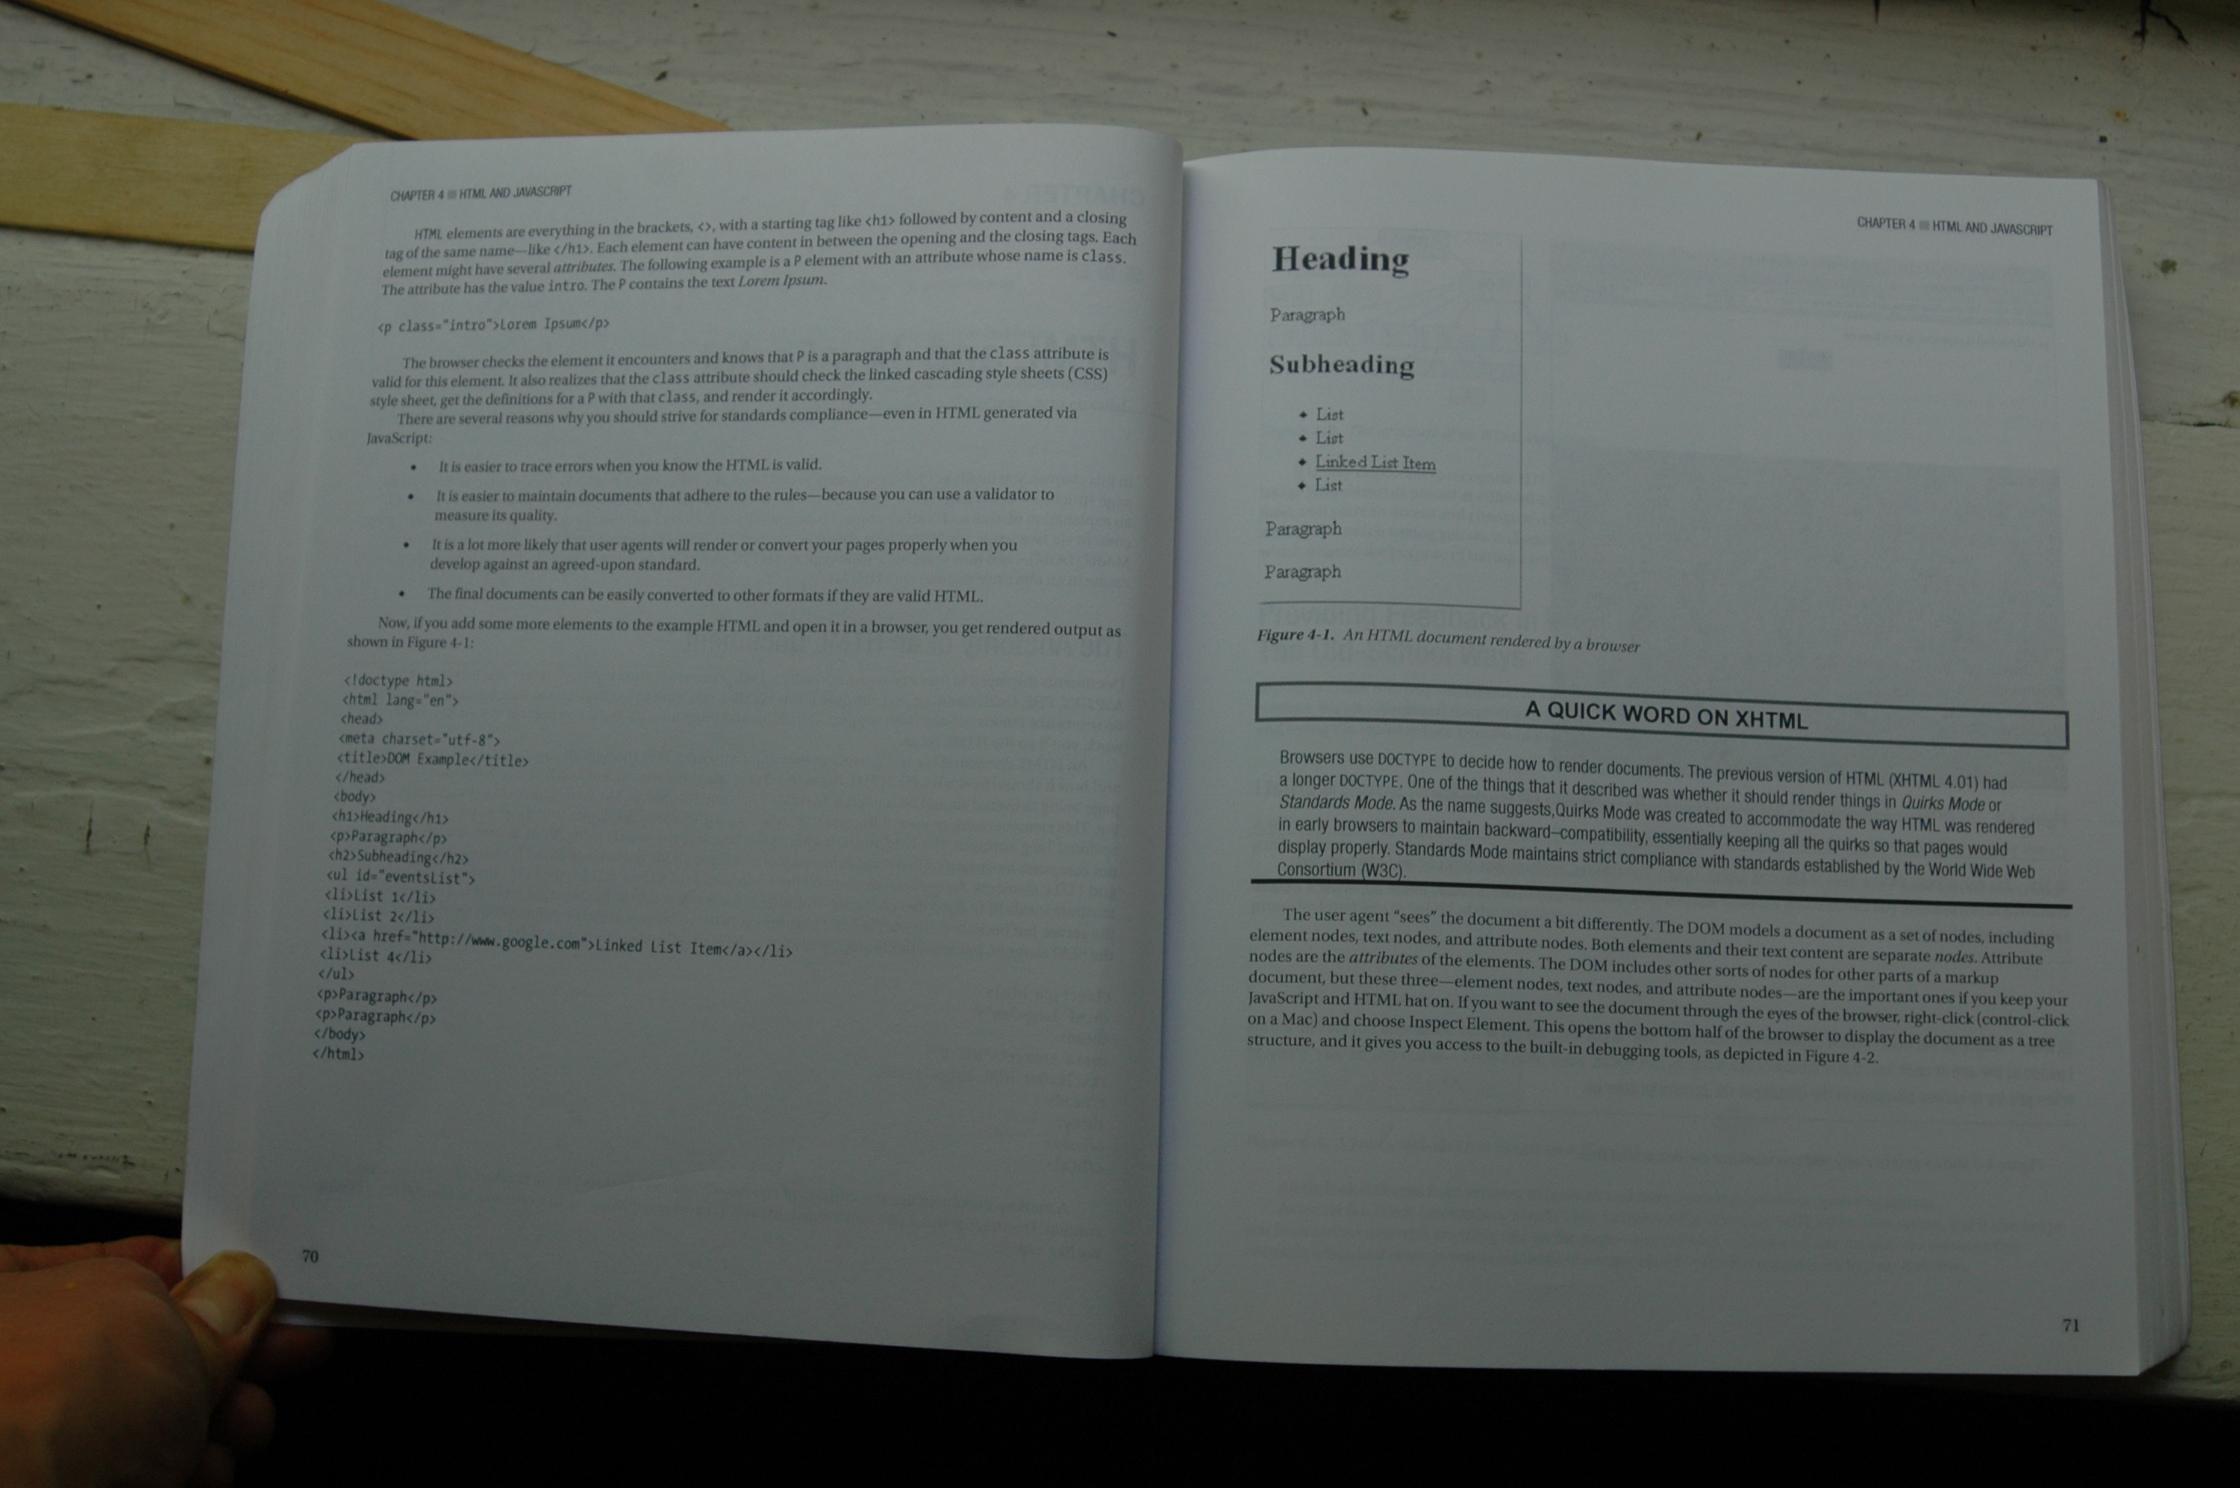 CHAPTER 4 ■ HTML AND JAVASCRIPT
HTML elements are everything in the brackets, <>, with a starting tag like <h1> followed by content and a closing
tag of the same name—like </h1>. Each element can have content in between the opening and the closing tags. Each
element might have several attributes. The following example is a P element with an attribute whose name is class.
The attribute has the value intro. The P contains the text Lorem Ipsum.
<p class="intro">Lorem Ipsum</p>
The browser checks the element it encounters and knows that P is a paragraph and that the class attribute is
valid for this element. It also realizes that the class attribute should check the linked cascading style sheets (CSS)
style sheet, get the definitions for a P with that class, and render it accordingly.
There are several reasons why you should strive for standards compliance—even in HTML generated via
JavaScript:
• It is easier to trace errors when you know the HTML is valid.
• It is easier to maintain documents that adhere to the rules—because you can use a validator to
measure its quality.
• It is a lot more likely that user agents will render or convert your pages properly when you
develop against an agreed-upon standard.
• The final documents can be easily converted to other formats if they are valid HTML.
Now, if you add some more elements to the example HTML and open it in a browser, you get rendered output as
shown in Figure 4-1:
<!doctype html>
<html lang="en">
<head>
<meta charset="utf-8">
<title>DOM Example</title>
</head>
<body>
<h1>Heading</h1>
<p>Paragraph</p>
<h2>Subheading</h2>
<ul id="eventsList">
<li>List 1</li>
<li>List 2</li>
<li><a href="http://www.google.com">Linked List Item</a></li>
<li>List 4</li>
</ul>
<p>Paragraph</p>
<p>Paragraph</p>
</body>
</html>
70
CHAPTER 4 ■ HTML AND JAVASCRIPT
Heading
Paragraph
Subheading
• List
• List
• Linked List Item
• List
Paragraph
Paragraph
Figure 4-1. An HTML document rendered by a browser
A QUICK WORD ON XHTML
Browsers use DOCTYPE to decide how to render documents. The previous version of HTML (XHTML 4.01) had
a longer DOCTYPE. One of the things that it described was whether it should render things in Quirks Mode or
Standards Mode. As the name suggests,Quirks Mode was created to accommodate the way HTML was rendered
in early browsers to maintain backward–compatibility, essentially keeping all the quirks so that pages would
display properly. Standards Mode maintains strict compliance with standards established by the World Wide Web
Consortium (W3C).
The user agent “sees” the document a bit differently. The DOM models a document as a set of nodes, including
element nodes, text nodes, and attribute nodes. Both elements and their text content are separate nodes. Attribute
nodes are the attributes of the elements. The DOM includes other sorts of nodes for other parts of a markup
document, but these three—element nodes, text nodes, and attribute nodes—are the important ones if you keep your
JavaScript and HTML hat on. If you want to see the document through the eyes of the browser, right-click (control-click
on a Mac) and choose Inspect Element. This opens the bottom half of the browser to display the document as a tree
structure, and it gives you access to the built-in debugging tools, as depicted in Figure 4-2.
71